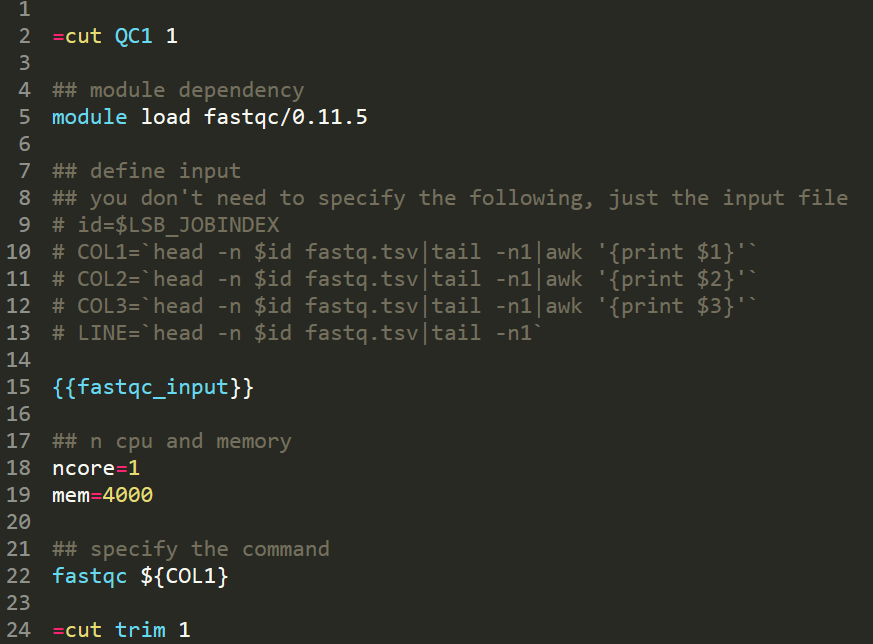 1
2 =cut QC1 1
3
4 ## module dependency
5 module load fastqc/0.11.5
6
7 ## define input
8 ## you don't need to specify the following, just the input file
9 # id=$LSB_JOBINDEX
10 # COL1=`head -n $id fastq.tsv|tail -n1|awk '{print $1}'`
11 # COL2=`head -n $id fastq.tsv|tail -n1|awk '{print $2}'`
12 # COL3=`head -n $id fastq.tsv|tail -n1|awk '{print $3}'`
13 # LINE=`head -n $id fastq.tsv|tail -n1`
14
15 {{fastqc_input}}
16
17 ## n cpu and memory
18 ncore=1
19 mem=4000
20
21 ## specify the command
22 fastqc ${COL1}
23
24 =cut trim 1